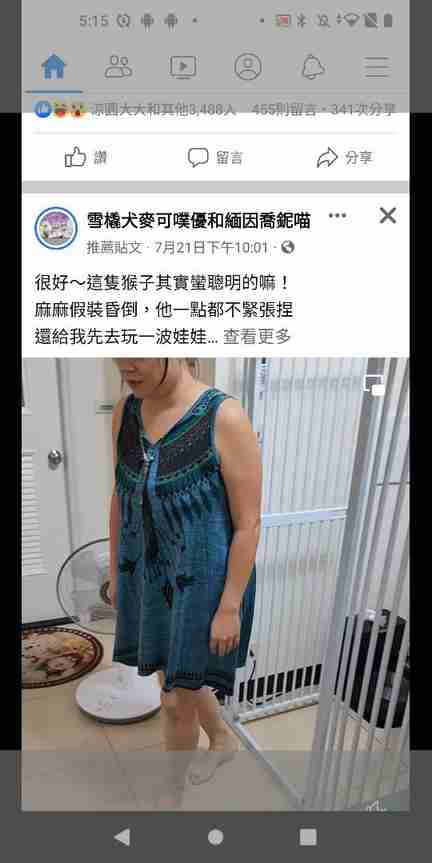 5:15
涼圓大大和其他3,488人 455則留言・341次分享
讚 留言 分享
雪橇犬麥可噗優和緬因喬鈮喵
推薦貼文・7月21日下午10:01・
很好～這隻猴子其實蠻聰明的嘛！
麻麻假裝昏倒，他一點都不緊張捏
還給我先去玩一波娃娃... 查看更多